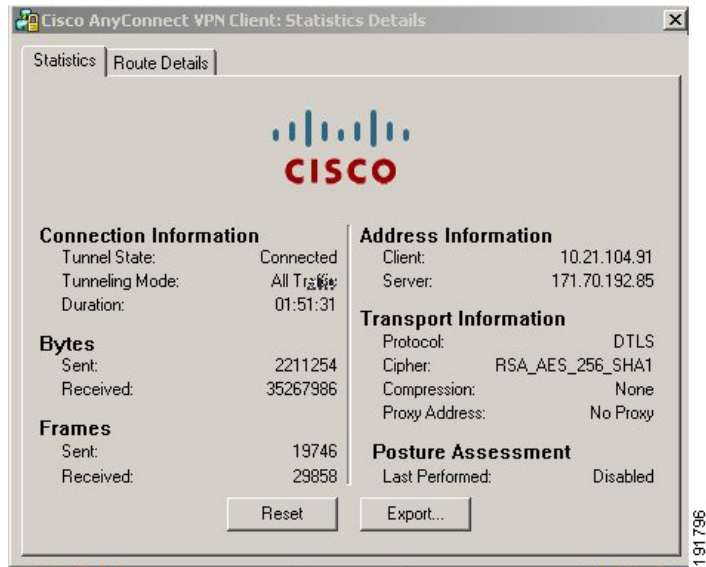 Cisco AnyConnect VPN Client: Statistics Details
Statistics
Route Details
CISCO
Connection Information
Tunnel State: Connected
Tunneling Mode: All Traffic
Duration: 01:51:31
Bytes
Sent: 2211254
Received: 35267986
Frames
Sent: 19746
Received: 29858
Address Information
Client: 10.21.104.91
Server: 171.70.192.85
Transport Information
Protocol: DTLS
Cipher: RSA_AES_256_SHA1
Compression: None
Proxy Address: No Proxy
Posture Assessment
Last Performed: Disabled
Reset
Export...
191796